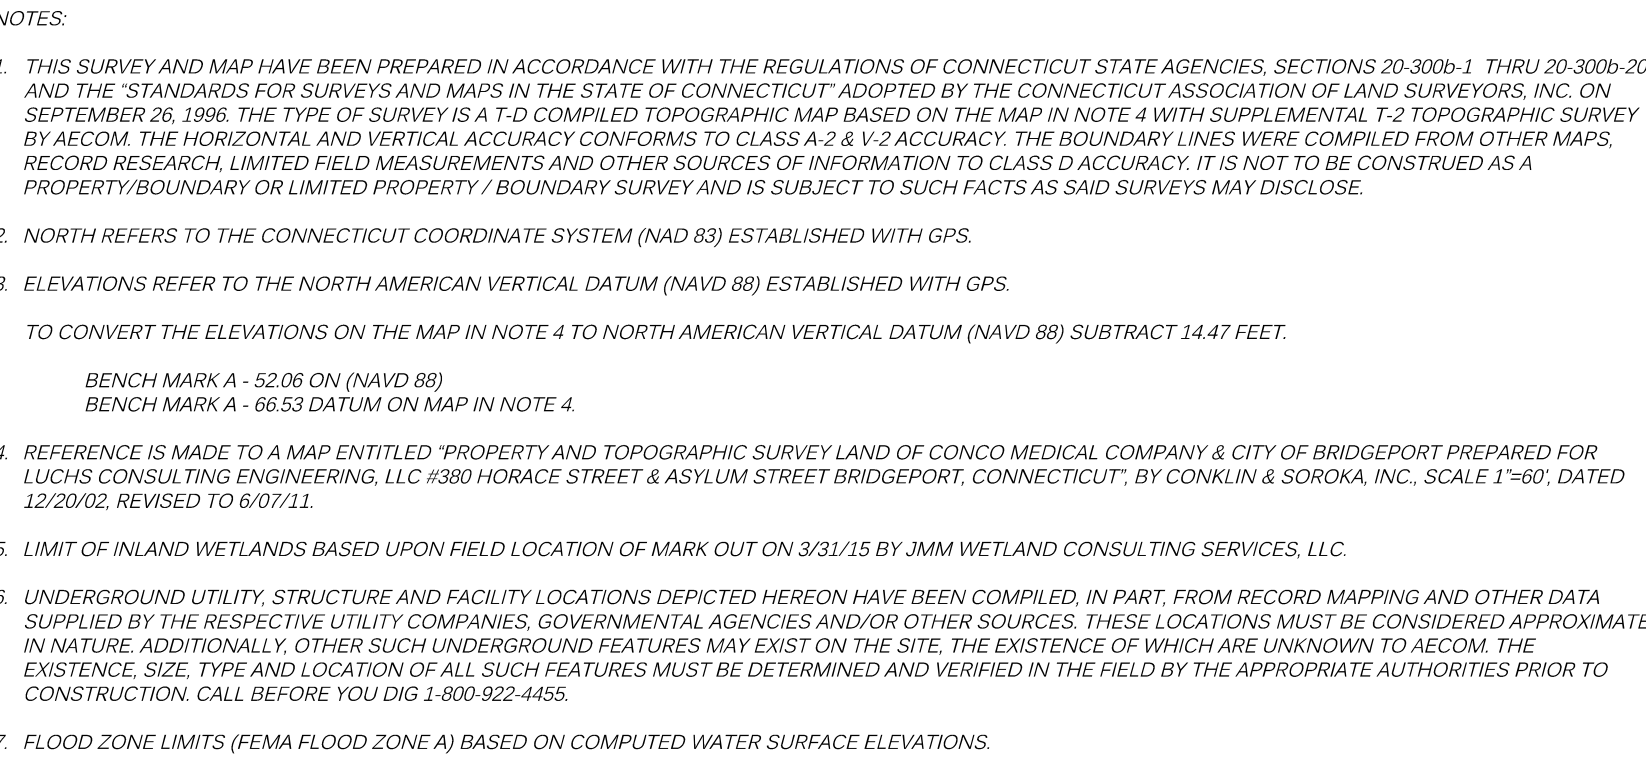 NOTES:
1. THIS SURVEY AND MAP HAVE BEEN PREPARED IN ACCORDANCE WITH THE REGULATIONS OF CONNECTICUT STATE AGENCIES, SECTIONS 20-300b-1 THRU 20-300b-20
AND THE “STANDARDS FOR SURVEYS AND MAPS IN THE STATE OF CONNECTICUT” ADOPTED BY THE CONNECTICUT ASSOCIATION OF LAND SURVEYORS, INC. ON
SEPTEMBER 26, 1996. THE TYPE OF SURVEY IS A T-D COMPILED TOPOGRAPHIC MAP BASED ON THE MAP IN NOTE 4 WITH SUPPLEMENTAL T-2 TOPOGRAPHIC SURVEY
BY AECOM. THE HORIZONTAL AND VERTICAL ACCURACY CONFORMS TO CLASS A-2 & V-2 ACCURACY. THE BOUNDARY LINES WERE COMPILED FROM OTHER MAPS,
RECORD RESEARCH, LIMITED FIELD MEASUREMENTS AND OTHER SOURCES OF INFORMATION TO CLASS D ACCURACY. IT IS NOT TO BE CONSTRUED AS A
PROPERTY/BOUNDARY OR LIMITED PROPERTY / BOUNDARY SURVEY AND IS SUBJECT TO SUCH FACTS AS SAID SURVEYS MAY DISCLOSE.
2. NORTH REFERS TO THE CONNECTICUT COORDINATE SYSTEM (NAD 83) ESTABLISHED WITH GPS.
3. ELEVATIONS REFER TO THE NORTH AMERICAN VERTICAL DATUM (NAVD 88) ESTABLISHED WITH GPS.
TO CONVERT THE ELEVATIONS ON THE MAP IN NOTE 4 TO NORTH AMERICAN VERTICAL DATUM (NAVD 88) SUBTRACT 14.47 FEET.
BENCH MARK A - 52.06 ON (NAVD 88)
BENCH MARK A - 66.53 DATUM ON MAP IN NOTE 4.
4. REFERENCE IS MADE TO A MAP ENTITLED “PROPERTY AND TOPOGRAPHIC SURVEY LAND OF CONCO MEDICAL COMPANY & CITY OF BRIDGEPORT PREPARED FOR
LUCHS CONSULTING ENGINEERING, LLC #380 HORACE STREET & ASYLUM STREET BRIDGEPORT, CONNECTICUT”, BY CONKLIN & SOROKA, INC., SCALE 1”=60', DATED
12/20/02, REVISED TO 6/07/11.
5. LIMIT OF INLAND WETLANDS BASED UPON FIELD LOCATION OF MARK OUT ON 3/31/15 BY JMM WETLAND CONSULTING SERVICES, LLC.
6. UNDERGROUND UTILITY, STRUCTURE AND FACILITY LOCATIONS DEPICTED HEREON HAVE BEEN COMPILED, IN PART, FROM RECORD MAPPING AND OTHER DATA
SUPPLIED BY THE RESPECTIVE UTILITY COMPANIES, GOVERNMENTAL AGENCIES AND/OR OTHER SOURCES. THESE LOCATIONS MUST BE CONSIDERED APPROXIMATE
IN NATURE. ADDITIONALLY, OTHER SUCH UNDERGROUND FEATURES MAY EXIST ON THE SITE, THE EXISTENCE OF WHICH ARE UNKNOWN TO AECOM. THE
EXISTENCE, SIZE, TYPE AND LOCATION OF ALL SUCH FEATURES MUST BE DETERMINED AND VERIFIED IN THE FIELD BY THE APPROPRIATE AUTHORITIES PRIOR TO
CONSTRUCTION. CALL BEFORE YOU DIG 1-800-922-4455.
7. FLOOD ZONE LIMITS (FEMA FLOOD ZONE A) BASED ON COMPUTED WATER SURFACE ELEVATIONS.